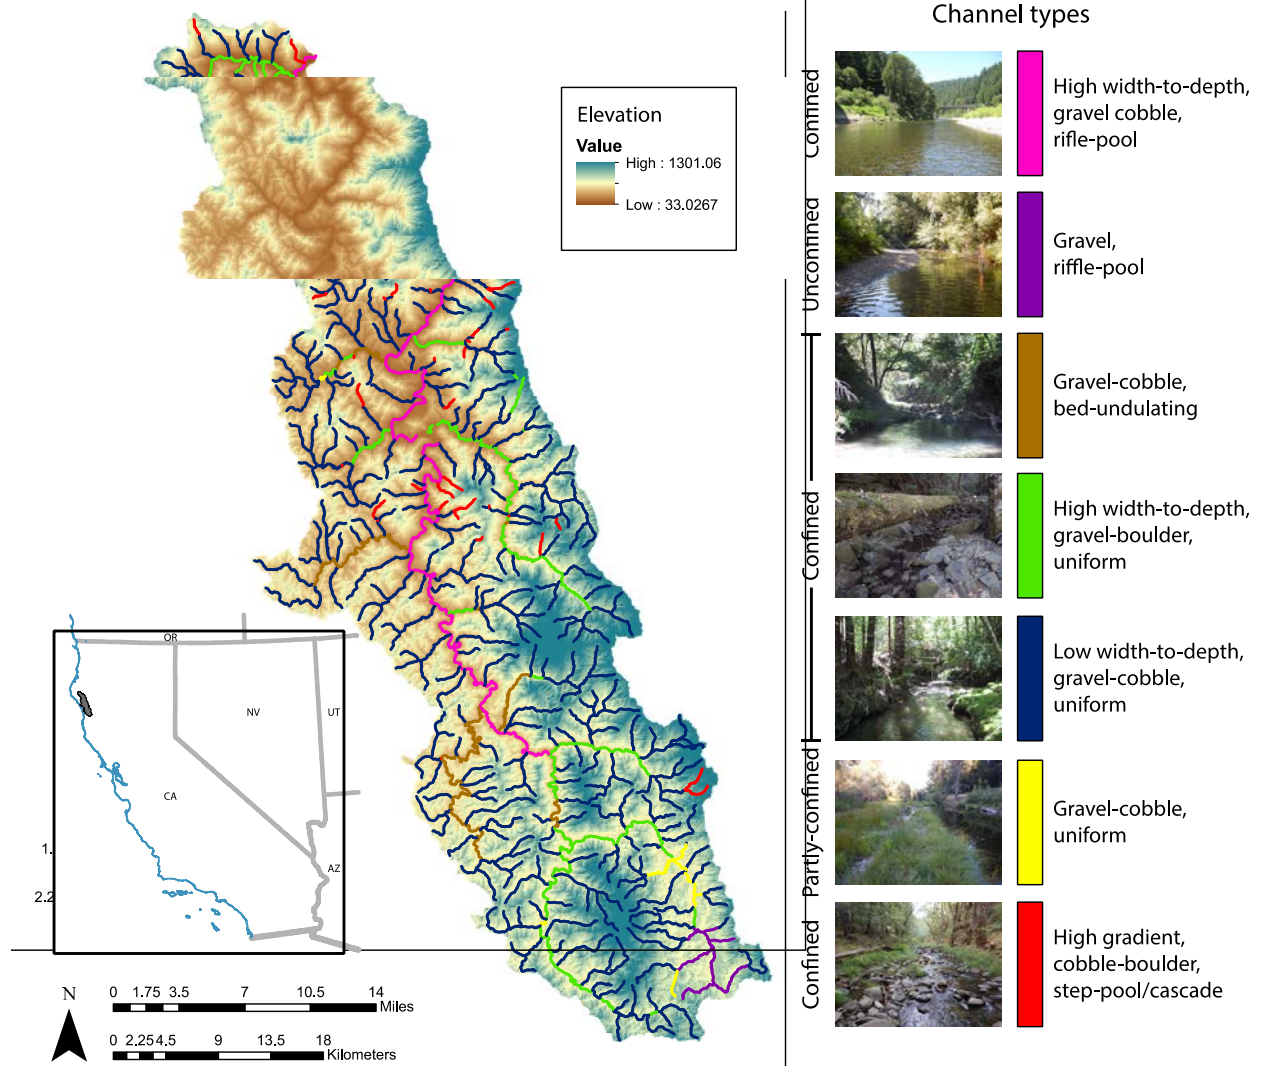 Channel types
Elevation
Value
High : 1301.06
Low : 33.0267
Confined
High width-to-depth,
gravel cobble,
rifle-pool
Unconfined
Gravel,
riffle-pool
Gravel-cobble,
bed-undulating
Confined
High width-to-depth,
gravel-boulder,
uniform
Low width-to-depth,
gravel-cobble,
uniform
Partly-confined
Gravel-cobble,
uniform
Confined
High gradient,
cobble-boulder,
step-pool/cascade
OR
NV
UT
CA
AZ
1.
2.2
N
0 1.75 3.5 7 10.5 14
Miles
0 2.25 4.5 9 13.5 18
Kilometers